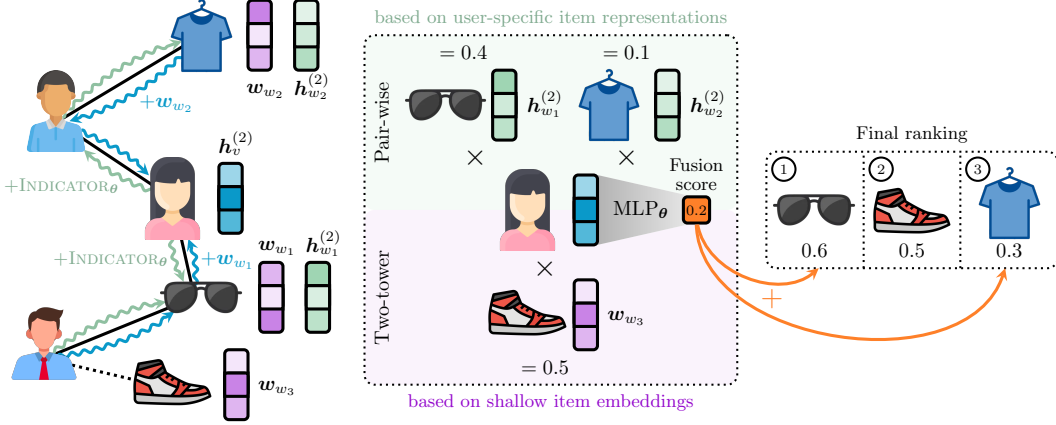 +w_{w_2}
w_{w_2} h_{w_2}^{(2)}
+INDICATOR_θ
h_v^{(2)}
+INDICATOR_θ
+w_{w_1}
w_{w_1} h_{w_1}^{(2)}
w_{w_3}
based on user-specific item representations
Pair-wise
= 0.4
= 0.1
h_{w_1}^{(2)}
h_{w_2}^{(2)}
×
×
Fusion
score
MLP_θ
0.2
Two-tower
×
w_{w_3}
= 0.5
based on shallow item embeddings
Final ranking
1 2 3
0.6 0.5 0.3
+